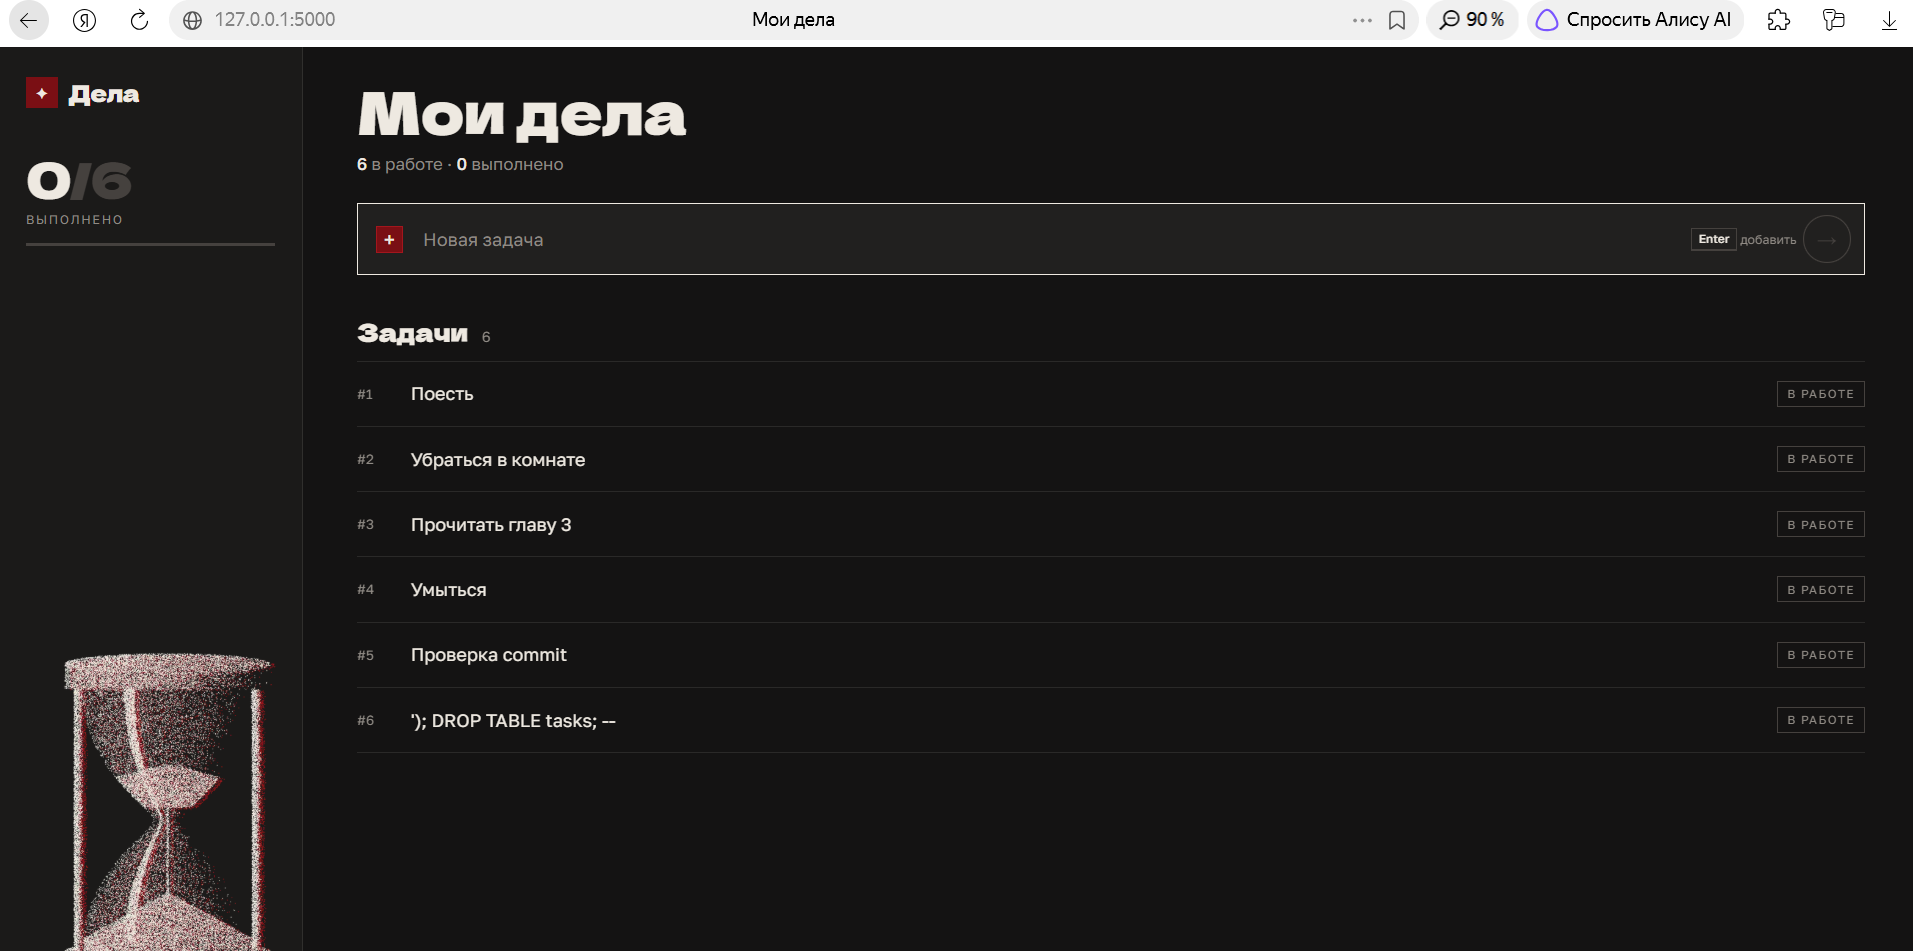 Я 127.0.0.1:5000 Мои дела 90 % Спросить Алису AI
Дела
0/6
ВЫПОЛНЕНО
Мои дела
6 в работе · 0 выполнено
+ Новая задача Enter добавить →
Задачи 6
#1 Поесть В РАБОТЕ
#2 Убраться в комнате В РАБОТЕ
#3 Прочитать главу 3 В РАБОТЕ
#4 Умыться В РАБОТЕ
#5 Проверка commit В РАБОТЕ
#6 '); DROP TABLE tasks; -- В РАБОТЕ